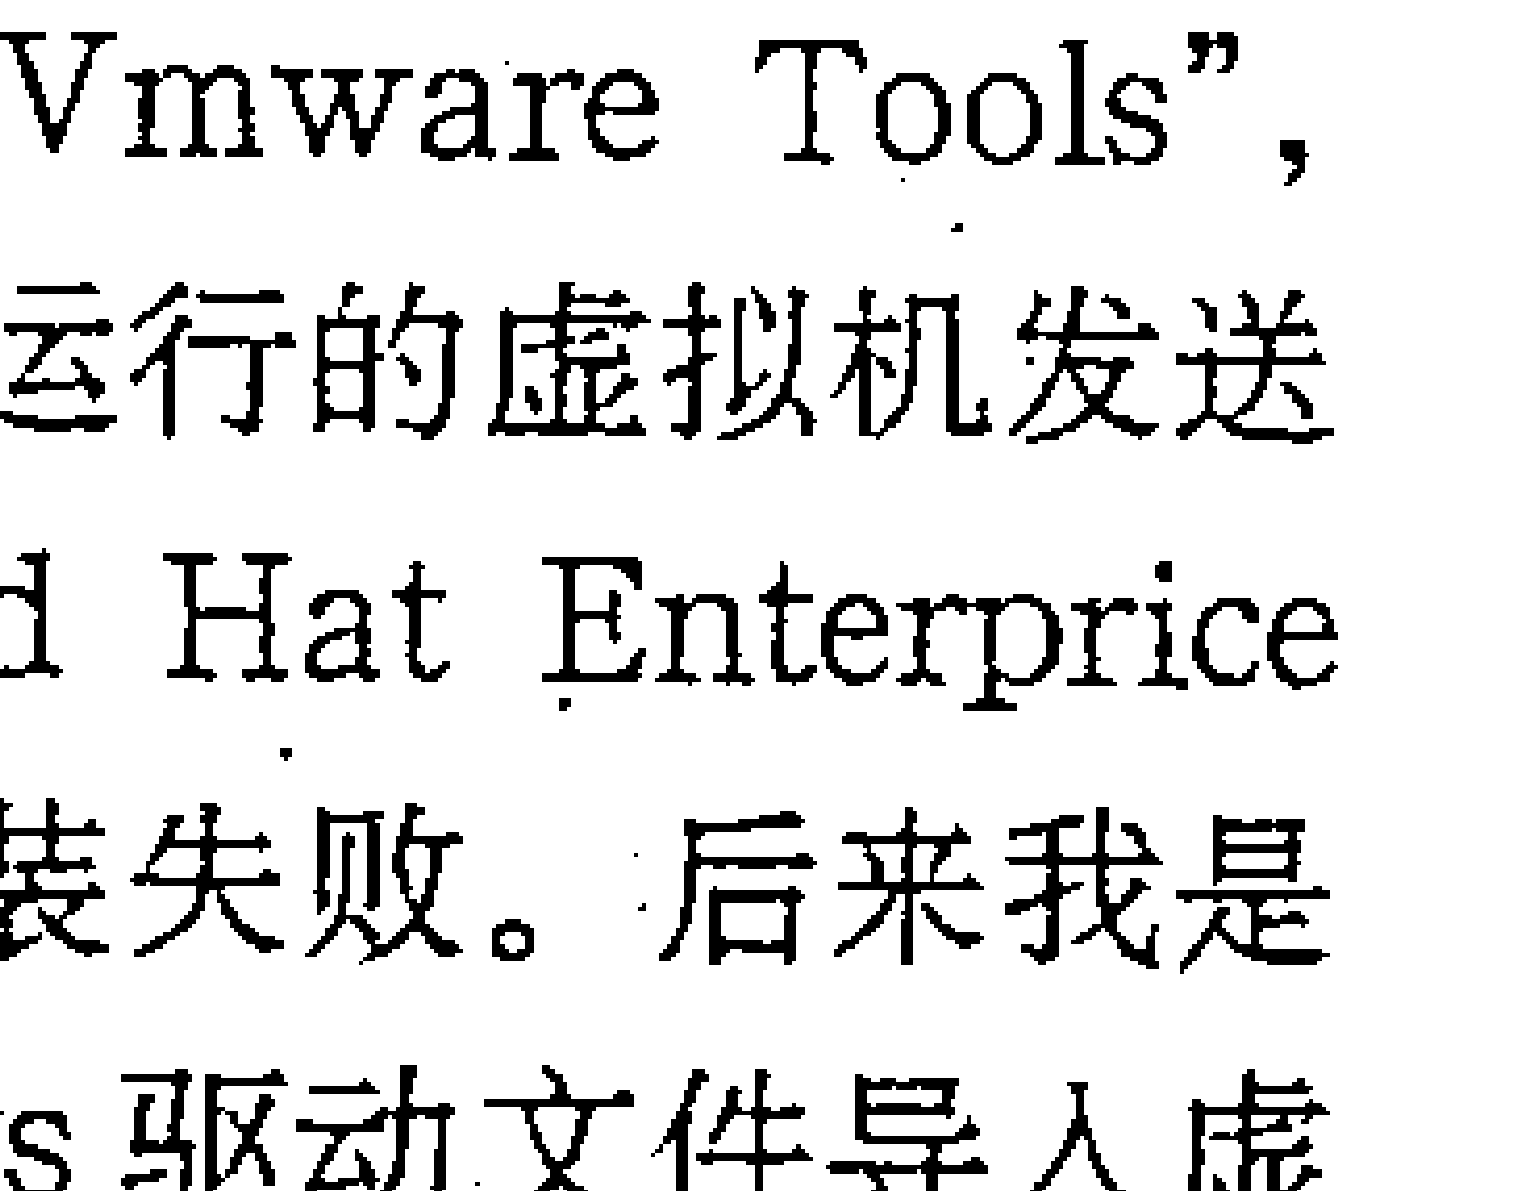 Vmware Tools”,
运行的虚拟机发送
d Hat Enterprice
装失败。后来我是
s 驱动文件导入虚